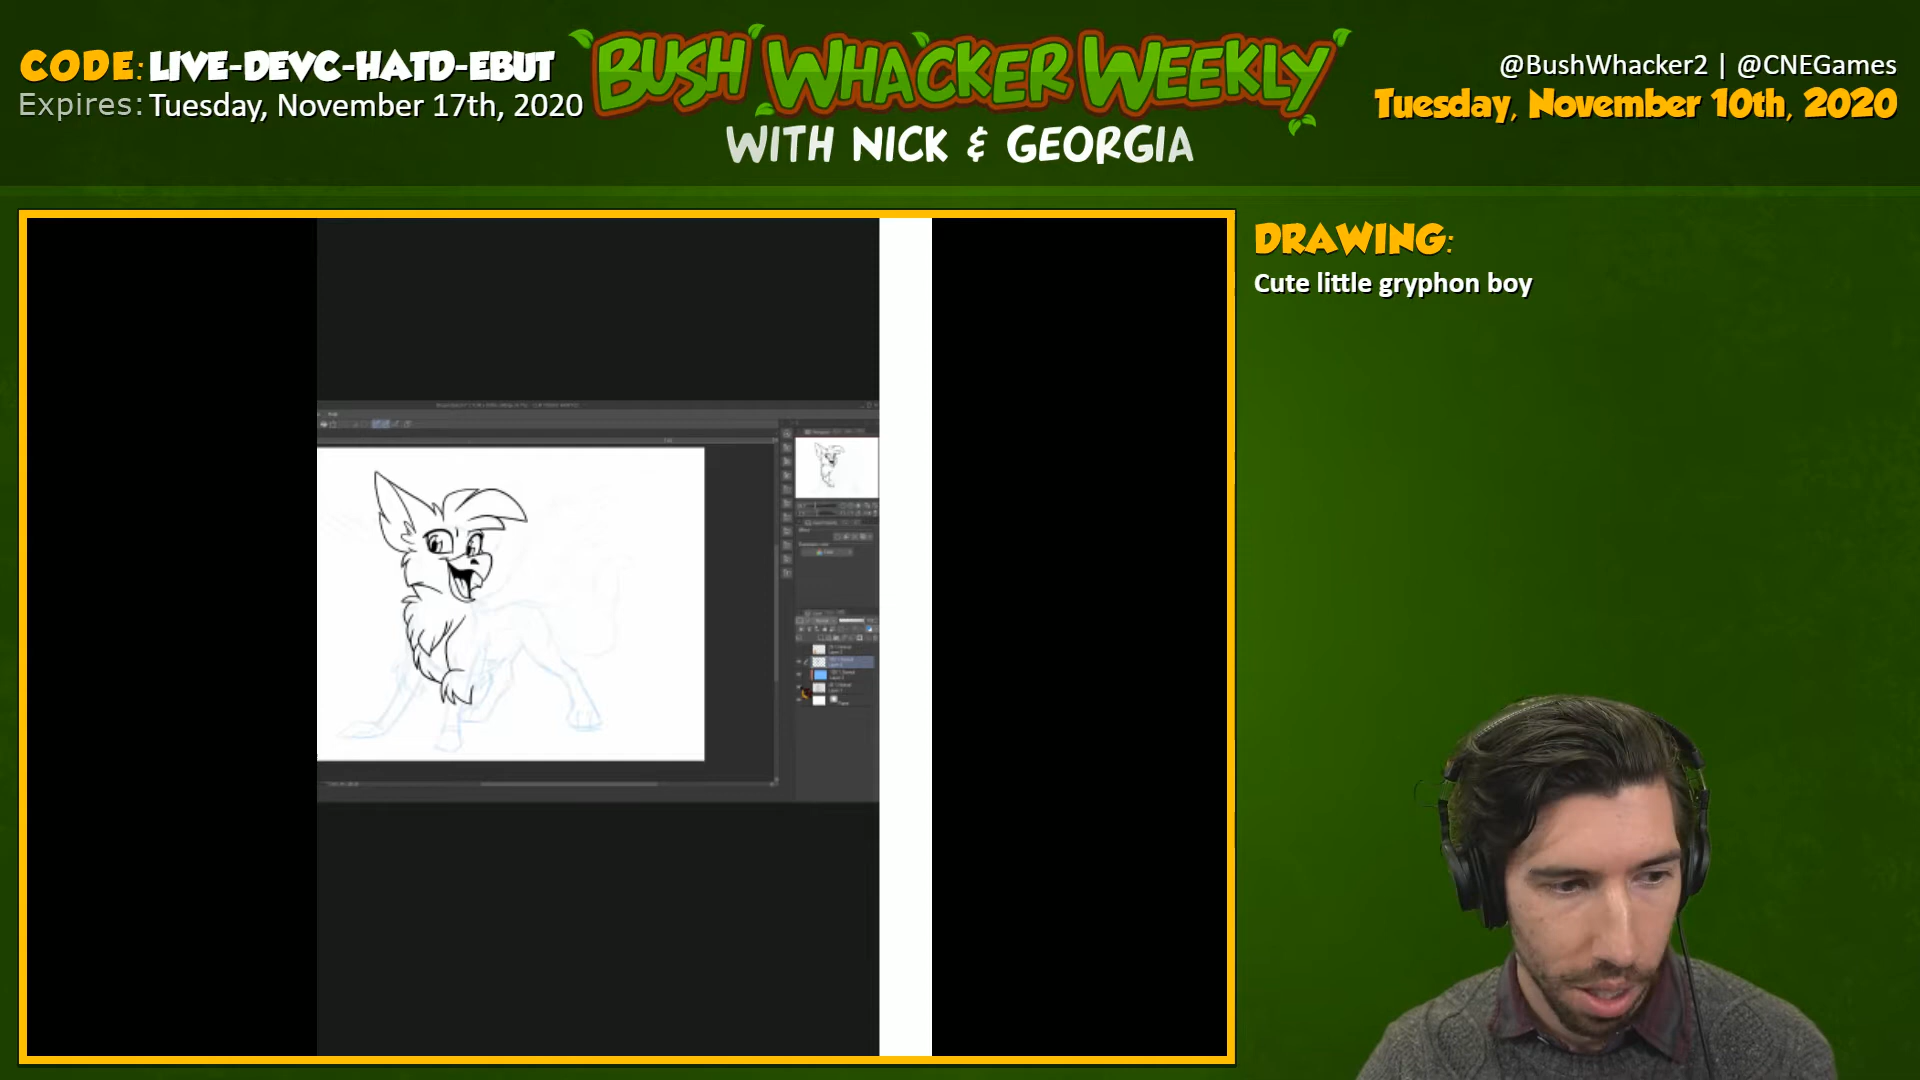 CODE: LIVE-DEVC-HATD-EBUT
Expires: Tuesday, November 17th, 2020
BUSH WHACKER WEEKLY
WITH NICK & GEORGIA
@BushWhacker2 | @CNEGames
Tuesday, November 10th, 2020
DRAWING:
Cute little gryphon boy